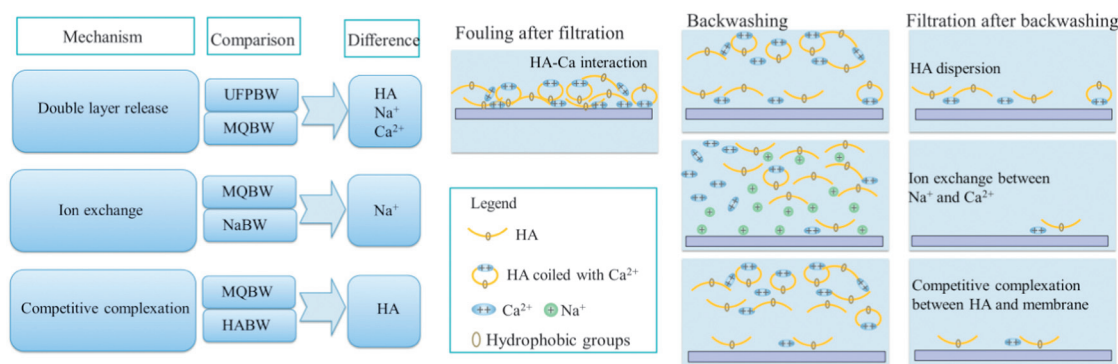 Mechanism
Comparison
Difference
Double layer release
UFPBW
MQBW
HA
Na⁺
Ca²⁺
Ion exchange
MQBW
NaBW
Na⁺
Competitive complexation
MQBW
HABW
HA
Fouling after filtration
HA-Ca interaction
Legend
HA
HA coiled with Ca²⁺
Ca²⁺
Na⁺
Hydrophobic groups
Backwashing
Filtration after backwashing
HA dispersion
Ion exchange between
Na⁺ and Ca²⁺
Competitive complexation
between HA and membrane